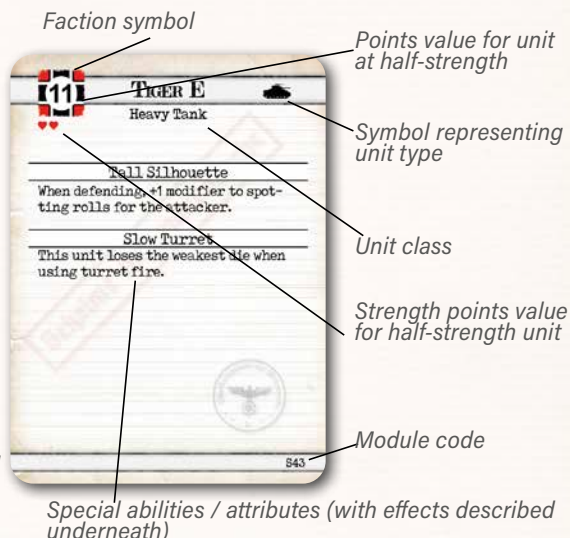 Faction symbol
Points value for unit
at half-strength
11
TIGER E
Heavy Tank
Symbol representing
unit type
Tall Silhouette
When defending, +1 modifier to spot-
ting rolls for the attacker.
Slow Turret
This unit loses the weakest die when
using turret fire.
Unit class
Strength points value
for half-strength unit
Module code
S43
Special abilities / attributes (with effects described
underneath)